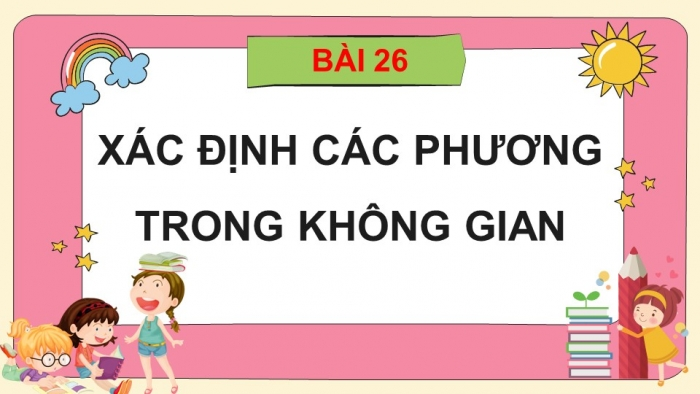 BÀI 26
XÁC ĐỊNH CÁC PHƯƠNG
TRONG KHÔNG GIAN